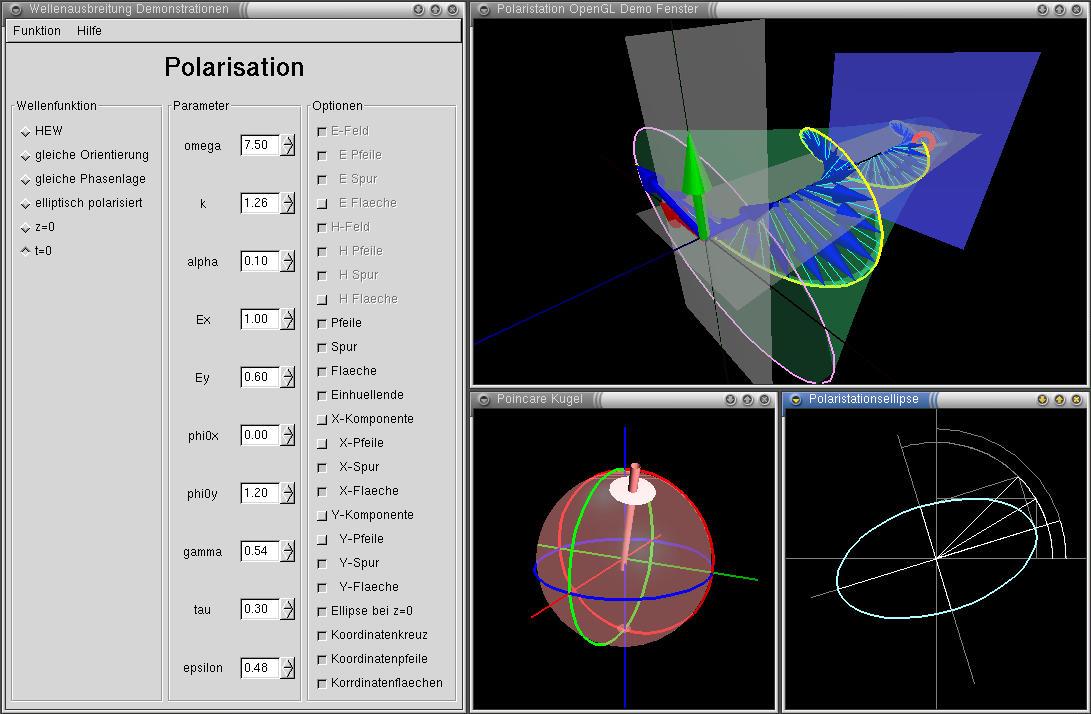 Wellenausbreitung Demonstrationen
Funktion Hilfe
Polarisation
Wellenfunktion
HEW
gleiche Orientierung
gleiche Phasenlage
elliptisch polarisiert
z=0
t=0
Parameter
omega 7.50
k 1.26
alpha 0.10
Ex 1.00
Ey 0.60
phi0x 0.00
phi0y 1.20
gamma 0.54
tau 0.30
epsilon 0.48
Optionen
E-Feld
E Pfeile
E Spur
E Flaeche
H-Feld
H Pfeile
H Spur
H Flaeche
Pfeile
Spur
Flaeche
Einhuellende
X-Komponente
X-Pfeile
X-Spur
X-Flaeche
Y-Komponente
Y-Pfeile
Y-Spur
Y-Flaeche
Ellipse bei z=0
Koordinatenkreuz
Koordinatenpfeile
Korrdinatenflaechen
Polaristation OpenGL Demo Fenster
Poincare Kugel
Polaristationsellipse